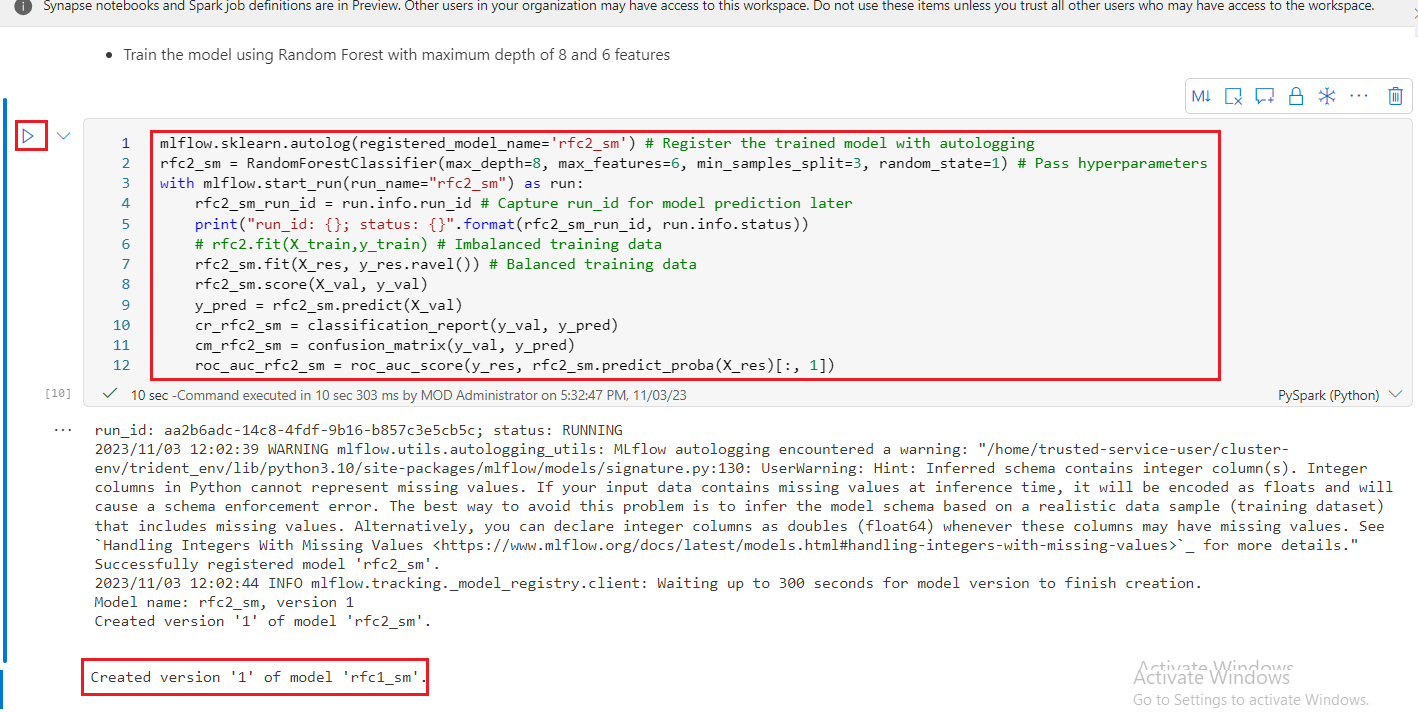 Synapse notebooks and Spark job definitions are in Preview. Other users in your organization may have access to this workspace. Do not use these items unless you trust all other users who may have access to the workspace.
• Train the model using Random Forest with maximum depth of 8 and 6 features
M↓
1 mlflow.sklearn.autolog(registered_model_name='rfc2_sm') # Register the trained model with autologging
2 rfc2_sm = RandomForestClassifier(max_depth=8, max_features=6, min_samples_split=3, random_state=1) # Pass hyperparameters
3 with mlflow.start_run(run_name="rfc2_sm") as run:
4 rfc2_sm_run_id = run.info.run_id # Capture run_id for model prediction later
5 print("run_id: {}; status: {}".format(rfc2_sm_run_id, run.info.status))
6 # rfc2.fit(X_train,y_train) # Imbalanced training data
7 rfc2_sm.fit(X_res, y_res.ravel()) # Balanced training data
8 rfc2_sm.score(X_val, y_val)
9 y_pred = rfc2_sm.predict(X_val)
10 cr_rfc2_sm = classification_report(y_val, y_pred)
11 cm_rfc2_sm = confusion_matrix(y_val, y_pred)
12 roc_auc_rfc2_sm = roc_auc_score(y_res, rfc2_sm.predict_proba(X_res)[:, 1])
[10] 10 sec -Command executed in 10 sec 303 ms by MOD Administrator on 5:32:47 PM, 11/03/23 PySpark (Python)
... run_id: aa2b6adc-14c8-4fdf-9b16-b857c3e5cb5c; status: RUNNING
2023/11/03 12:02:39 WARNING mlflow.utils.autologging_utils: MLflow autologging encountered a warning: "/home/trusted-service-user/cluster-
env/trident_env/lib/python3.10/site-packages/mlflow/models/signature.py:130: UserWarning: Hint: Inferred schema contains integer column(s). Integer
columns in Python cannot represent missing values. If your input data contains missing values at inference time, it will be encoded as floats and will
cause a schema enforcement error. The best way to avoid this problem is to infer the model schema based on a realistic data sample (training dataset)
that includes missing values. Alternatively, you can declare integer columns as doubles (float64) whenever these columns may have missing values. See
`Handling Integers With Missing Values <https://www.mlflow.org/docs/latest/models.html#handling-integers-with-missing-values>`_ for more details."
Successfully registered model 'rfc2_sm'.
2023/11/03 12:02:44 INFO mlflow.tracking._model_registry.client: Waiting up to 300 seconds for model version to finish creation.
Model name: rfc2_sm, version 1
Created version '1' of model 'rfc2_sm'.
Created version '1' of model 'rfc1_sm'.
Activate Windows
Activate Windows
Go to Settings to activate Windows.